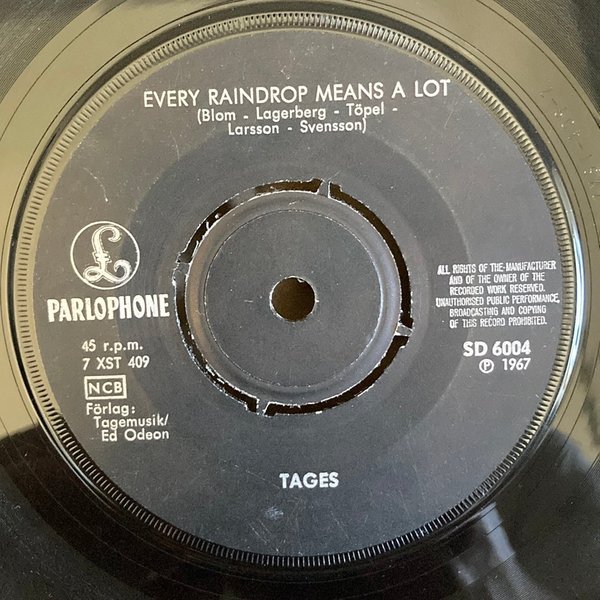 EVERY RAINDROP MEANS A LOT
(Blom - Lagerberg - Töpel -
Larsson - Svensson)
£
PARLOPHONE
45 r.p.m.
7 XST 409
NCB
Förlag:
Tagemusik/
Ed Odeon
ALL RIGHTS OF THE MANUFACTURER
AND OF THE OWNER OF THE
RECORDED WORK RESERVED.
UNAUTHORISED PUBLIC PERFORMANCE,
BROADCASTING AND COPYING
OF THIS RECORD PROHIBITED.
SD 6004
℗ 1967
TAGES